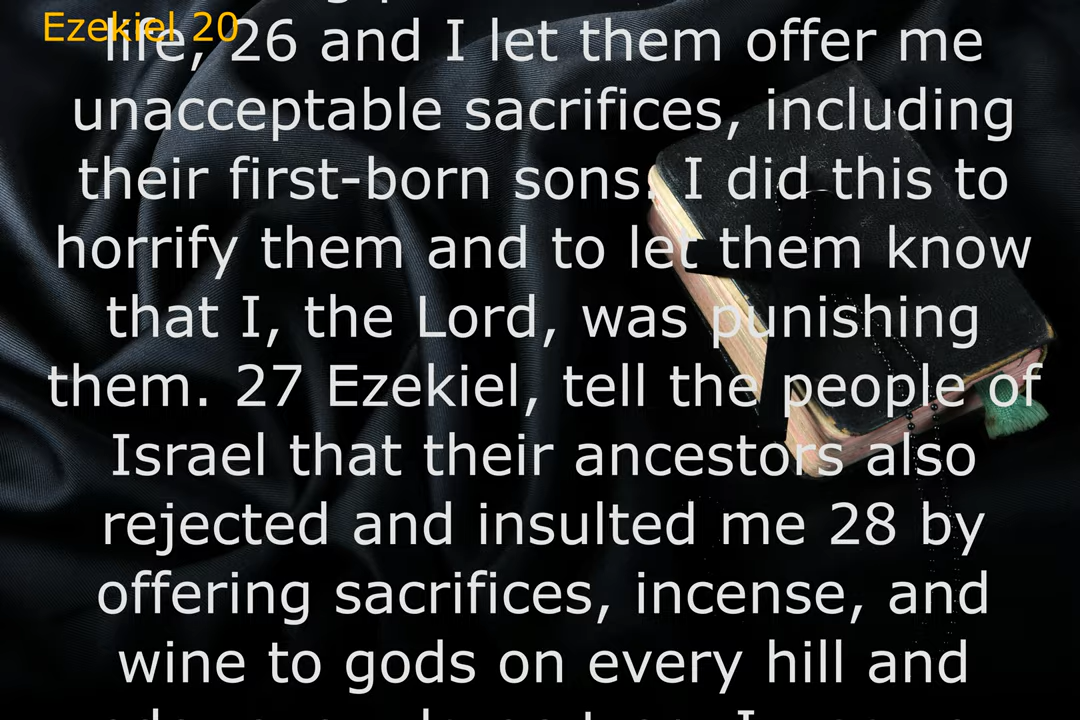 Ezekiel 20
life, 26 and I let them offer me
unacceptable sacrifices, including
their first-born sons. I did this to
horrify them and to let them know
that I, the Lord, was punishing
them. 27 Ezekiel, tell the people of
Israel that their ancestors also
rejected and insulted me 28 by
offering sacrifices, incense, and
wine to gods on every hill and